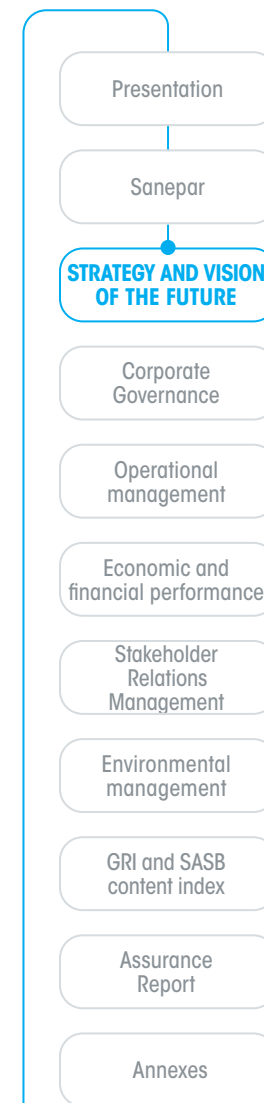 Presentation
Sanepar
STRATEGY AND VISION
OF THE FUTURE
Corporate
Governance
Operational
management
Economic and
financial performance
Stakeholder
Relations
Management
Environmental
management
GRI and SASB
content index
Assurance
Report
Annexes